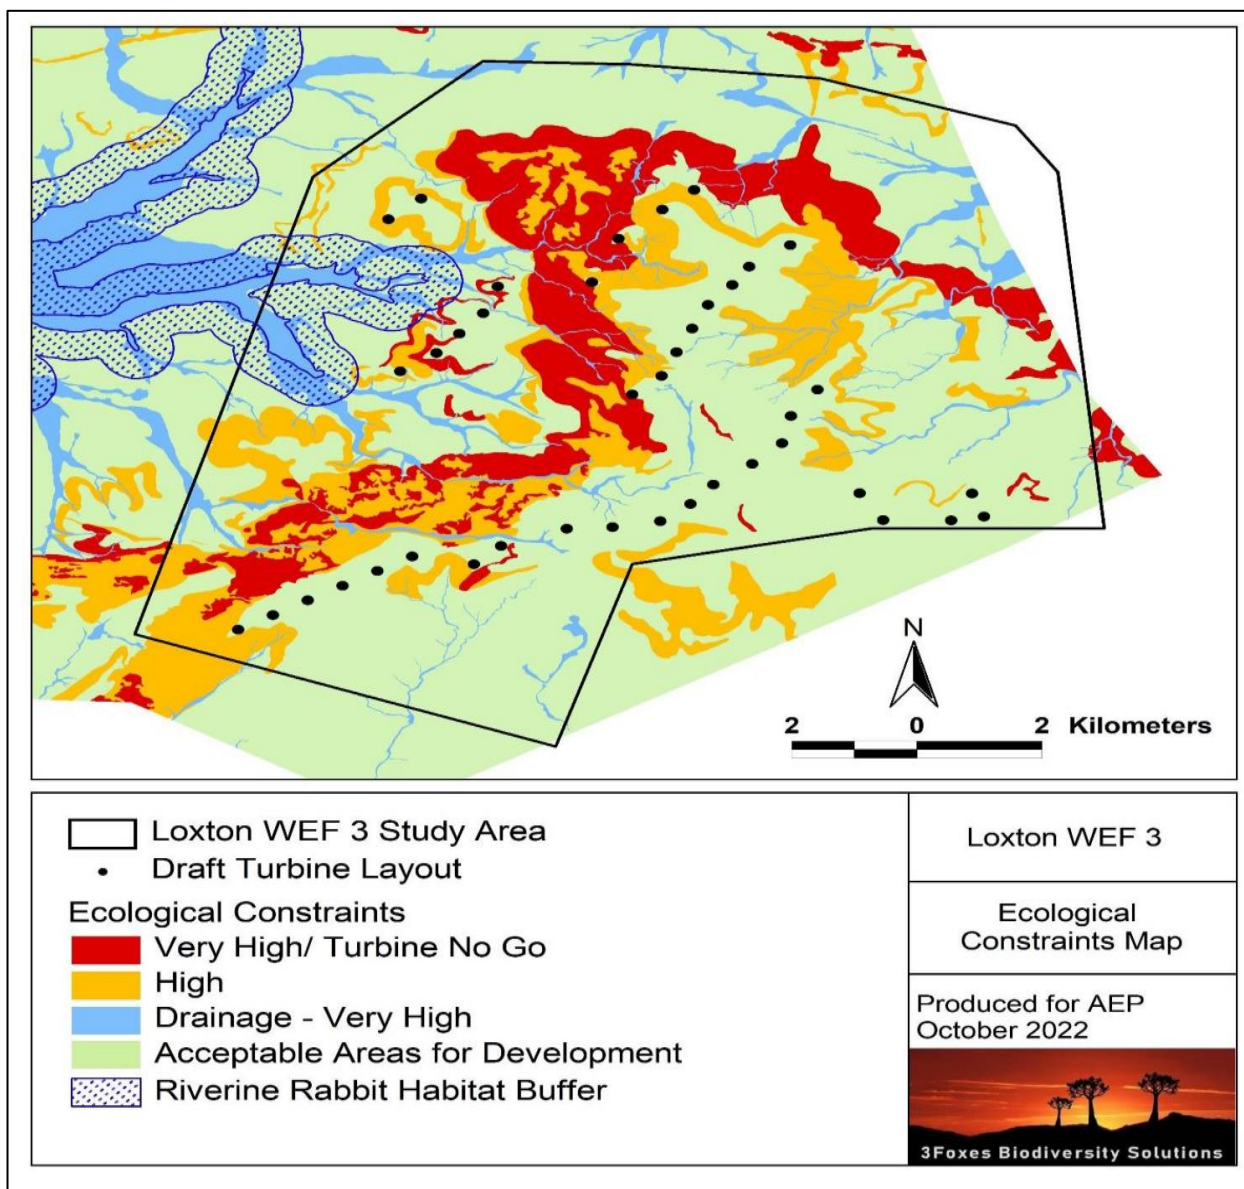 N
2 0 2 Kilometers
Loxton WEF 3 Study Area
Draft Turbine Layout
Ecological Constraints
Very High/ Turbine No Go
High
Drainage - Very High
Acceptable Areas for Development
Riverine Rabbit Habitat Buffer
Loxton WEF 3
Ecological
Constraints Map
Produced for AEP
October 2022
3Foxes Biodiversity Solutions